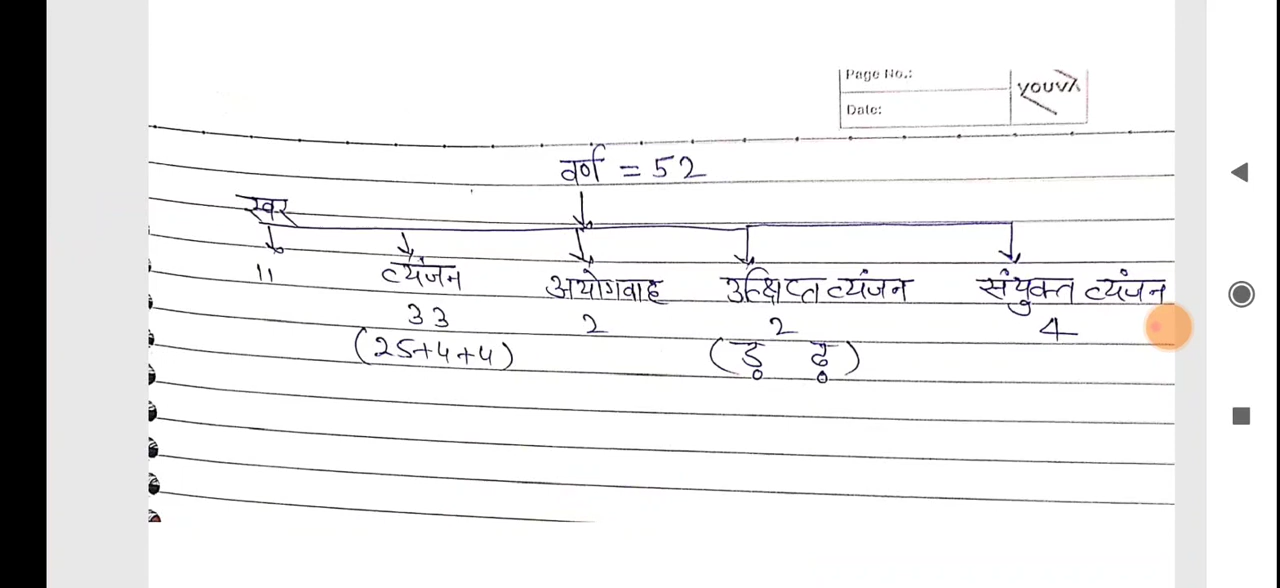 Page No.:
youva
Date:
वर्ण = 52
स्वर
11
व्यंजन
33
(25+4+4)
अयोगवाह
2
उत्क्षिप्त व्यंजन
2
(ड़ ढ़)
संयुक्त व्यंजन
4